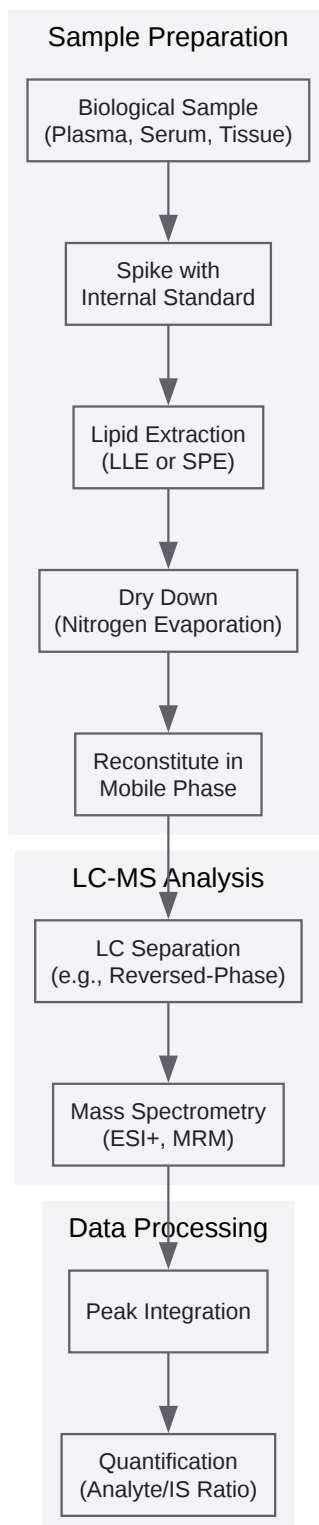 Sample Preparation
Biological Sample
(Plasma, Serum, Tissue)
Spike with
Internal Standard
Lipid Extraction
(LLE or SPE)
Dry Down
(Nitrogen Evaporation)
Reconstitute in
Mobile Phase
LC-MS Analysis
LC Separation
(e.g., Reversed-Phase)
Mass Spectrometry
(ESI+, MRM)
Data Processing
Peak Integration
Quantification
(Analyte/IS Ratio)